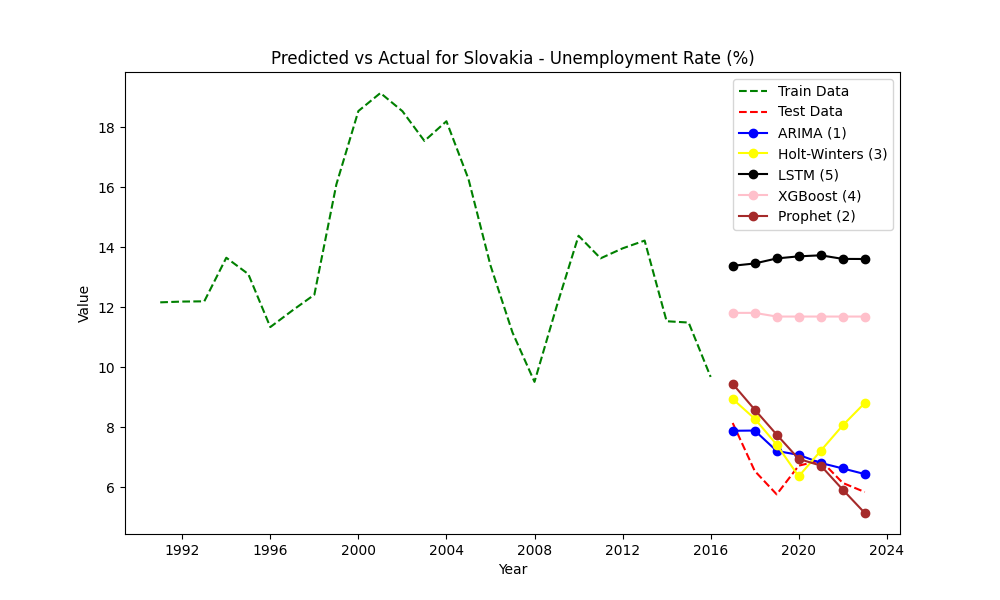 Predicted vs Actual for Slovakia - Unemployment Rate (%)
Train Data
Test Data
ARIMA (1)
Holt-Winters (3)
LSTM (5)
XGBoost (4)
Prophet (2)
Value
18
16
14
12
10
8
6
1992
1996
2000
2004
2008
2012
2016
2020
2024
Year